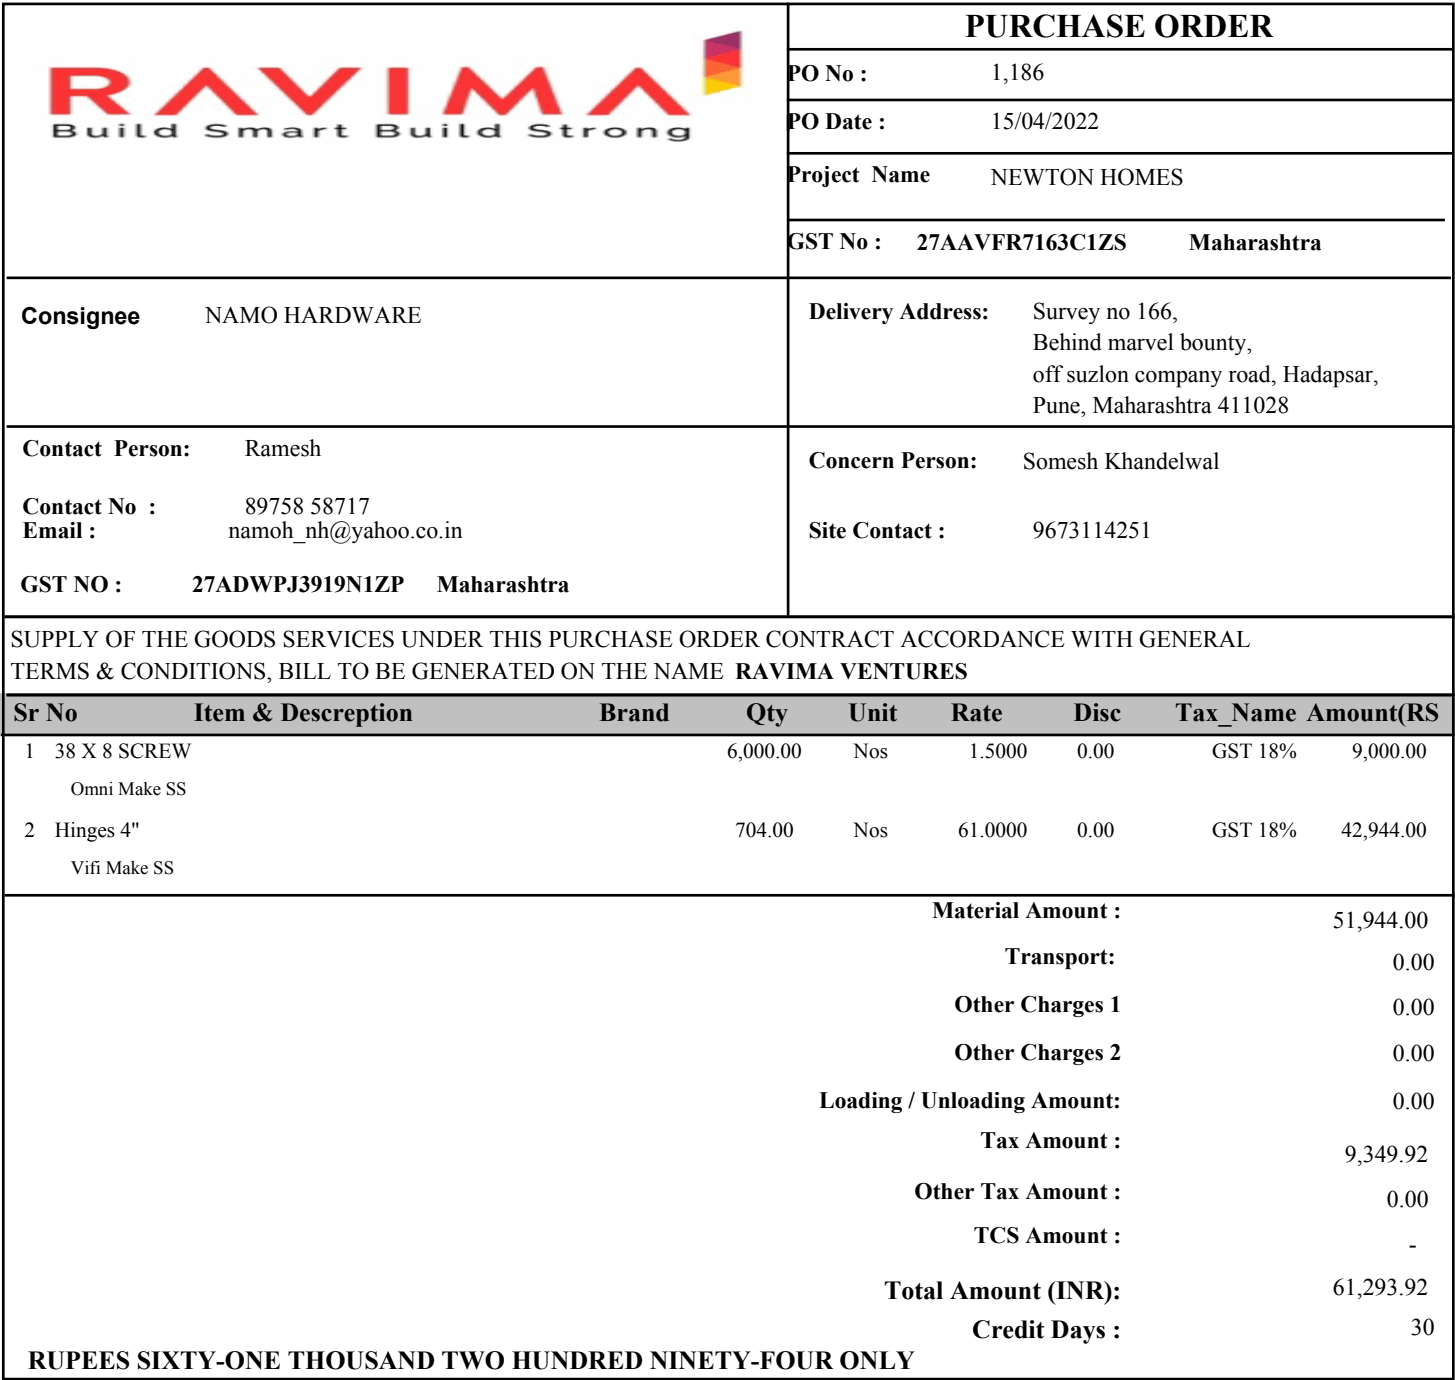 RAVIMA
Build Smart Build Strong
PURCHASE ORDER
PO No : 1,186
PO Date : 15/04/2022
Project Name NEWTON HOMES
GST No : 27AAVFR7163C1ZS Maharashtra
Consignee NAMO HARDWARE
Delivery Address: Survey no 166,
Behind marvel bounty,
off suzlon company road, Hadapsar,
Pune, Maharashtra 411028
Contact Person: Ramesh
Contact No : 89758 58717
Email : namoh_nh@yahoo.co.in
GST NO : 27ADWPJ3919N1ZP Maharashtra
Concern Person: Somesh Khandelwal
Site Contact : 9673114251
SUPPLY OF THE GOODS SERVICES UNDER THIS PURCHASE ORDER CONTRACT ACCORDANCE WITH GENERAL
TERMS & CONDITIONS, BILL TO BE GENERATED ON THE NAME RAVIMA VENTURES
Sr No Item & Descreption Brand Qty Unit Rate Disc Tax_Name Amount(RS
1 38 X 8 SCREW 6,000.00 Nos 1.5000 0.00 GST 18% 9,000.00
Omni Make SS
2 Hinges 4" 704.00 Nos 61.0000 0.00 GST 18% 42,944.00
Vifi Make SS
Material Amount : 51,944.00
Transport: 0.00
Other Charges 1 0.00
Other Charges 2 0.00
Loading / Unloading Amount: 0.00
Tax Amount : 9,349.92
Other Tax Amount : 0.00
TCS Amount : -
Total Amount (INR): 61,293.92
Credit Days : 30
RUPEES SIXTY-ONE THOUSAND TWO HUNDRED NINETY-FOUR ONLY